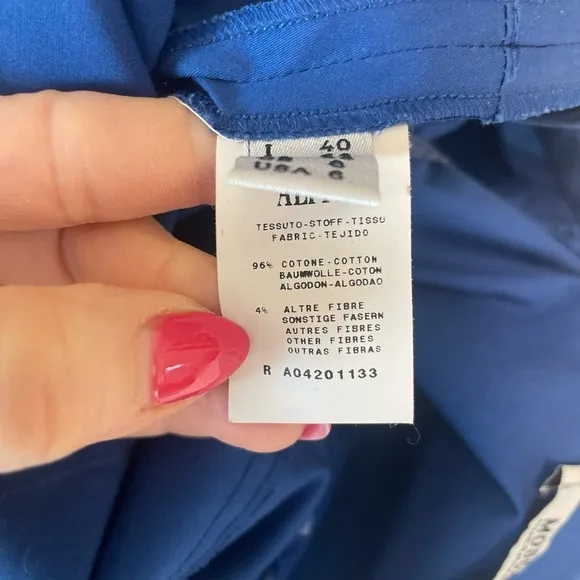 I 40
USA 6
TESSUTO-STOFF-TISSU
FABRIC-TEJIDO
96% COTONE-COTTON
BAUMWOLLE-COTON
ALGODON-ALGODAO
4% ALTRE FIBRE
SONSTIGE FASERN
AUTRES FIBRES
OTHER FIBRES
OUTRAS FIBRAS
R A04201133